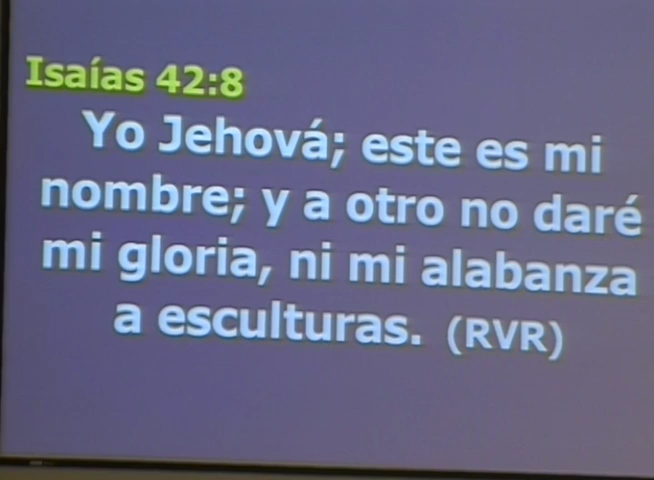 Isaías 42:8
Yo Jehová; este es mi
nombre; y a otro no daré
mi gloria, ni mi alabanza
a esculturas. (RVR)